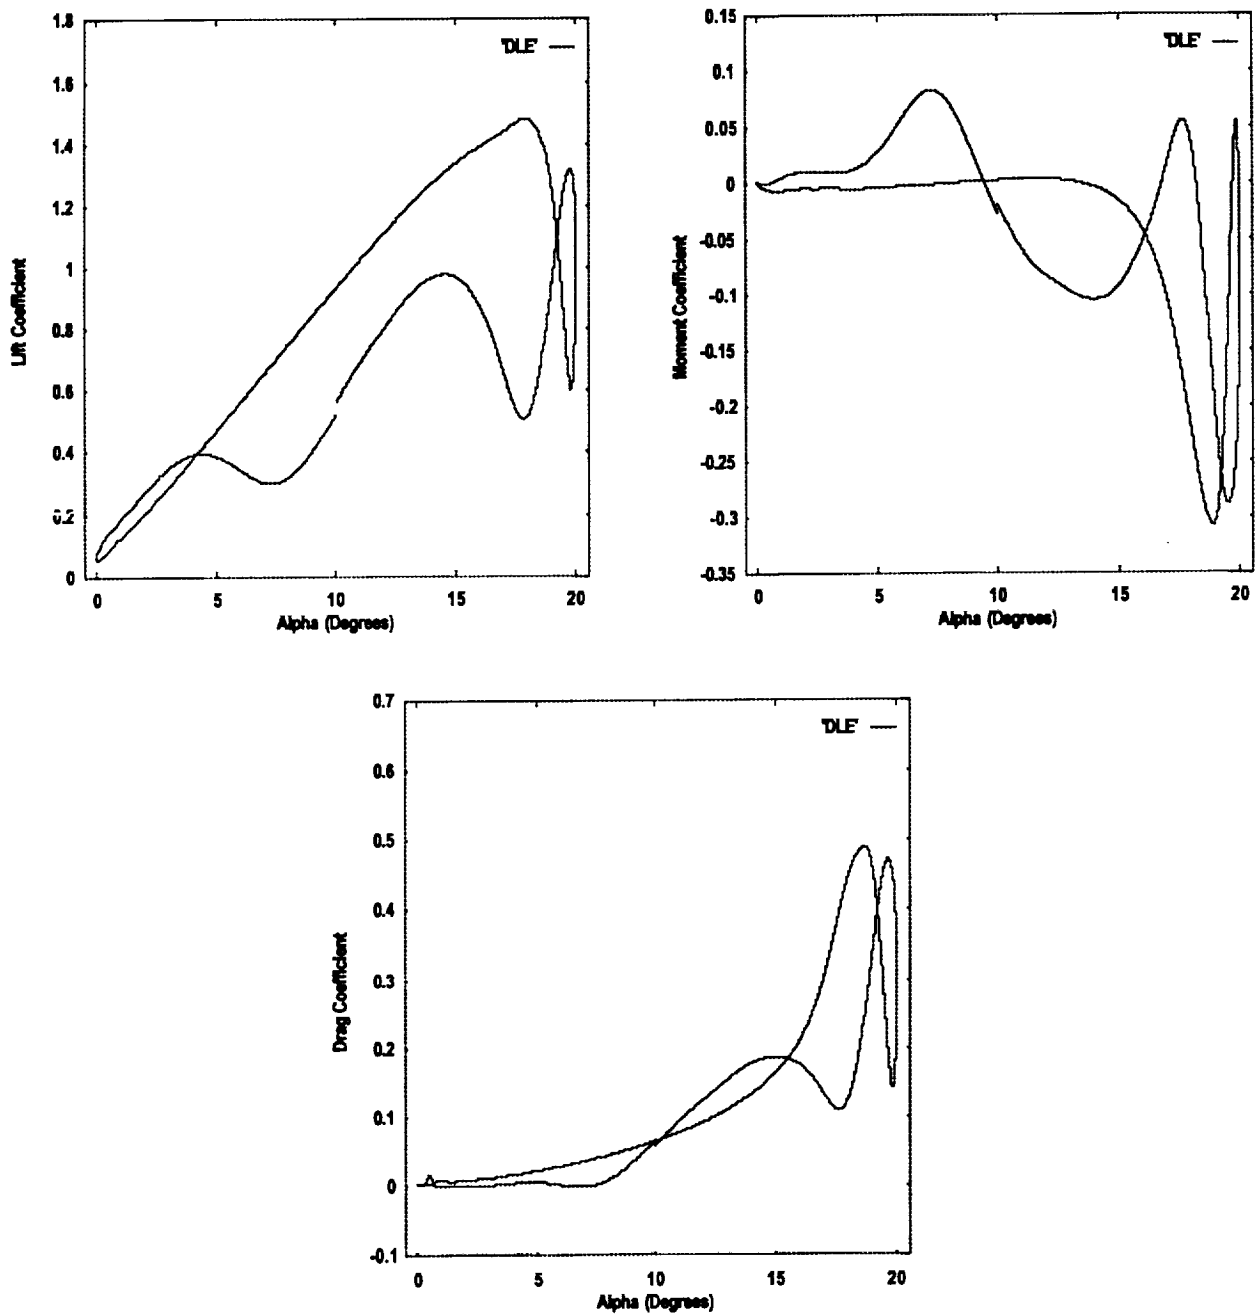 1.8
'DLE'
1.6
1.4
1.2
1
0.8
0.6
0.4
0.2
0
Lift Coefficient
0 5 10 15 20
Alpha (Degrees)
0.15
'DLE'
0.1
0.05
0
-0.05
-0.1
-0.15
-0.2
-0.25
-0.3
-0.35
Moment Coefficient
0 5 10 15 20
Alpha (Degrees)
0.7
'DLE'
0.6
0.5
0.4
0.3
0.2
0.1
0
-0.1
Drag Coefficient
0 5 10 15 20
Alpha (Degrees)